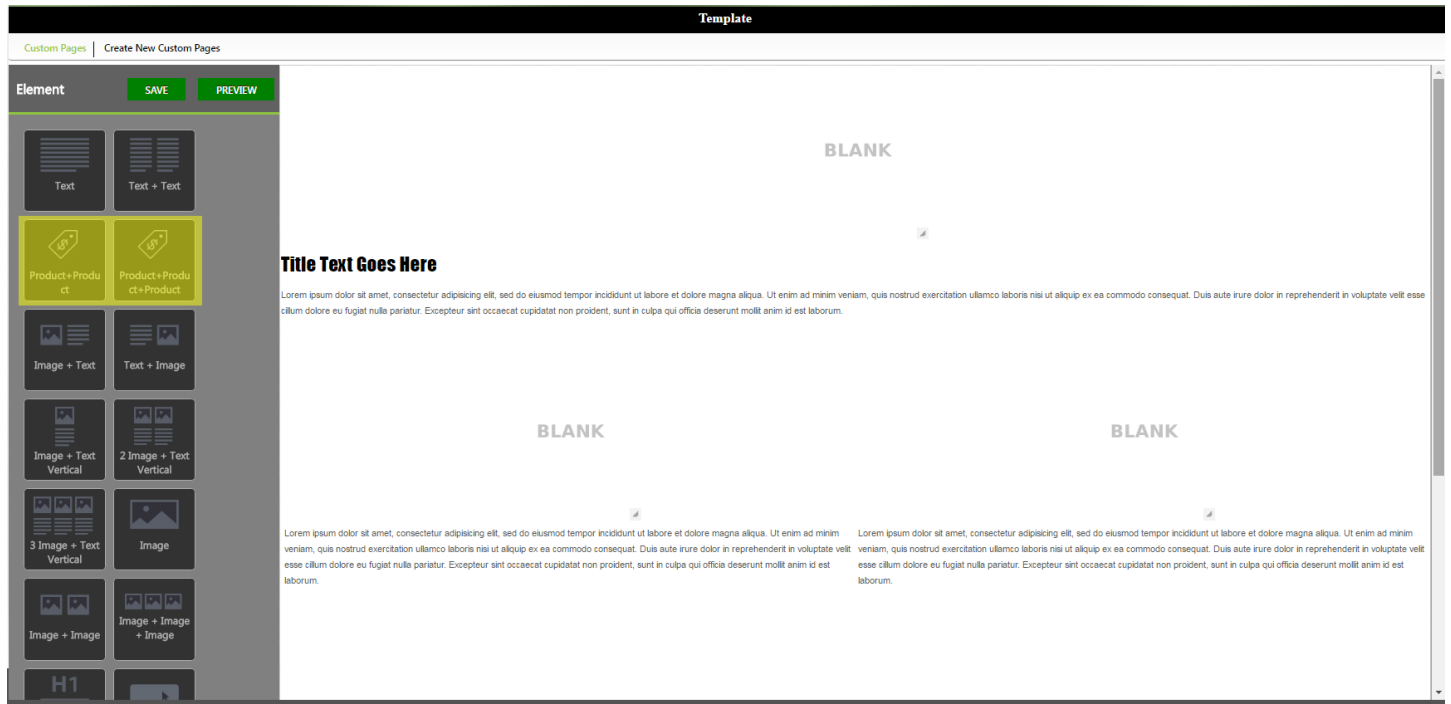 Template
Custom Pages
Create New Custom Pages
Element
SAVE
PREVIEW
Text
Text + Text
Product+Produ
ct
Product+Produ
ct+Product
Image + Text
Text + Image
Image + Text
Vertical
2 Image + Text
Vertical
3 Image + Text
Vertical
Image
Image + Image
Image + Image
+ Image
H1
BLANK
Title Text Goes Here
Lorem ipsum dolor sit amet, consectetur adipisicing elit, sed do eiusmod tempor incididunt ut labore et dolore magna aliqua. Ut enim ad minim veniam, quis nostrud exercitation ullamco laboris nisi ut aliquip ex ea commodo consequat. Duis aute irure dolor in reprehenderit in voluptate velit esse
cillum dolore eu fugiat nulla pariatur. Excepteur sint occaecat cupidatat non proident, sunt in culpa qui officia deserunt mollit anim id est laborum.
BLANK
Lorem ipsum dolor sit amet, consectetur adipisicing elit, sed do eiusmod tempor incididunt ut labore et dolore magna aliqua. Ut enim ad minim
veniam, quis nostrud exercitation ullamco laboris nisi ut aliquip ex ea commodo consequat. Duis aute irure dolor in reprehenderit in voluptate velit
esse cillum dolore eu fugiat nulla pariatur. Excepteur sint occaecat cupidatat non proident, sunt in culpa qui officia deserunt mollit anim id est
laborum.
BLANK
Lorem ipsum dolor sit amet, consectetur adipisicing elit, sed do eiusmod tempor incididunt ut labore et dolore magna aliqua. Ut enim ad minim
veniam, quis nostrud exercitation ullamco laboris nisi ut aliquip ex ea commodo consequat. Duis aute irure dolor in reprehenderit in voluptate velit
esse cillum dolore eu fugiat nulla pariatur. Excepteur sint occaecat cupidatat non proident, sunt in culpa qui officia deserunt mollit anim id est
laborum.